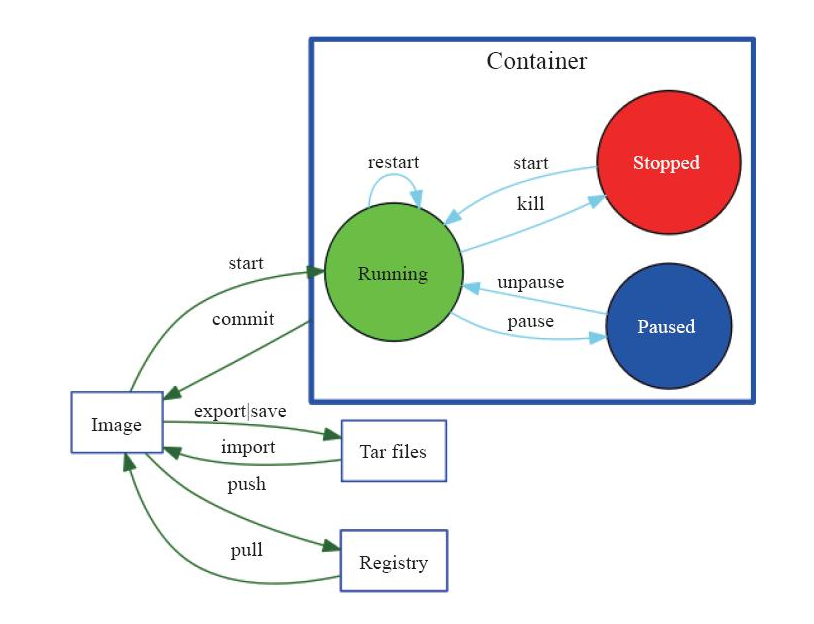 Container
restart
start
Stopped
kill
start
Running
unpause
commit
pause
Paused
export|save
Image
import
Tar files
push
pull
Registry